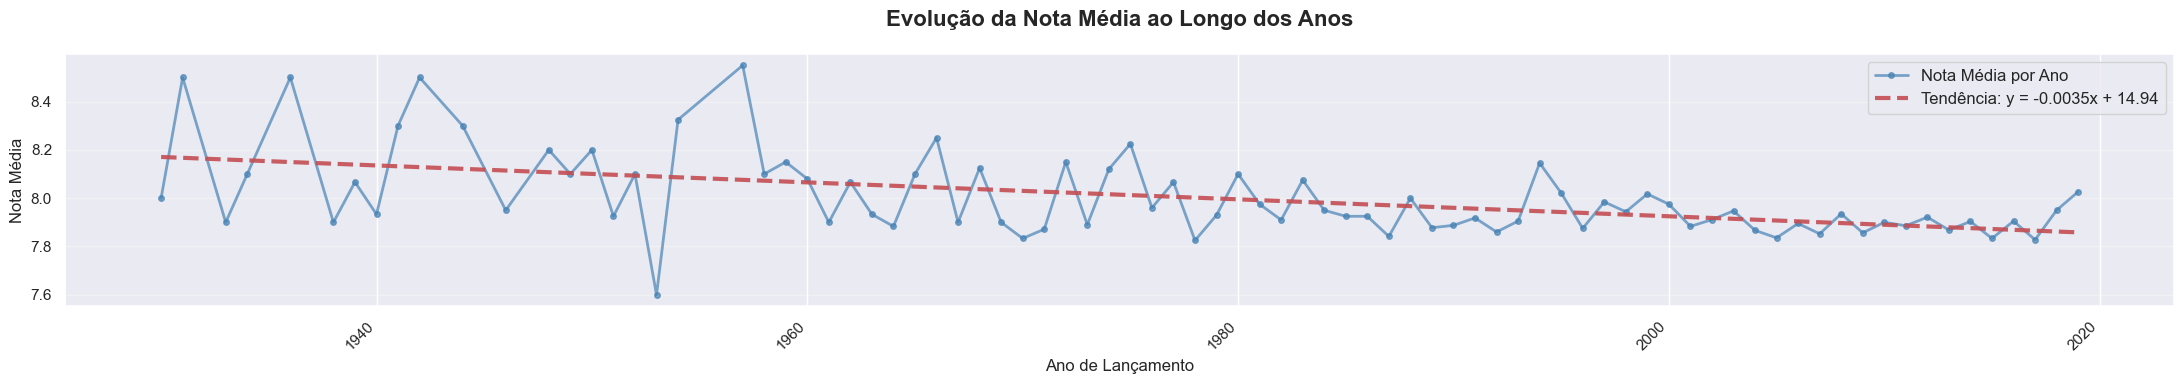 Evolução da Nota Média ao Longo dos Anos
Nota Média por Ano
Tendência: y = -0.0035x + 14.94
Nota Média
8.4
8.2
8.0
7.8
7.6
1940
1960
1980
2000
2020
Ano de Lançamento